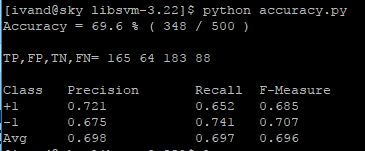 [ivand@sky libsvm-3.22]$ python accuracy.py
Accuracy = 69.6 % ( 348 / 500 )
TP,FP,TN,FN= 165 64 183 88
Class Precision Recall F-Measure
+1 0.721 0.652 0.685
-1 0.675 0.741 0.707
Avg 0.698 0.697 0.696